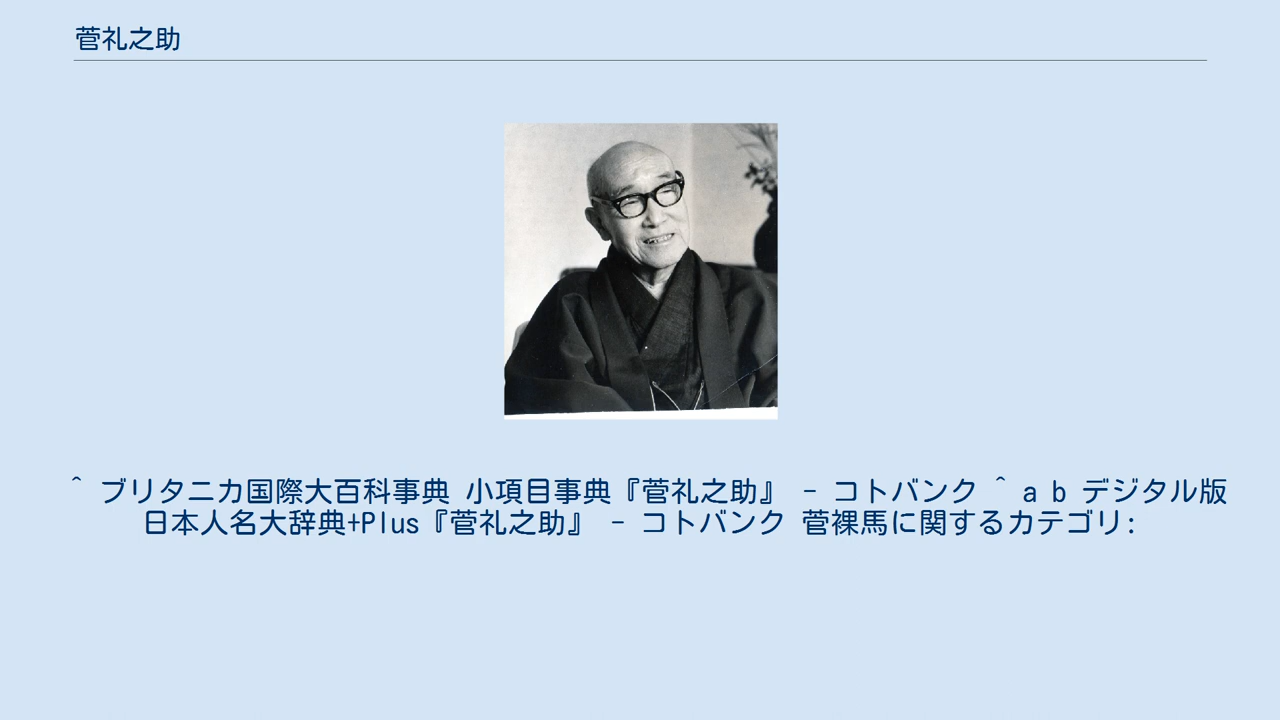 菅礼之助
^ ブリタニカ国際大百科事典 小項目事典『菅礼之助』 - コトバンク ^ a b デジタル版
日本人名大辞典+Plus『菅礼之助』 - コトバンク 菅裸馬に関するカテゴリ: